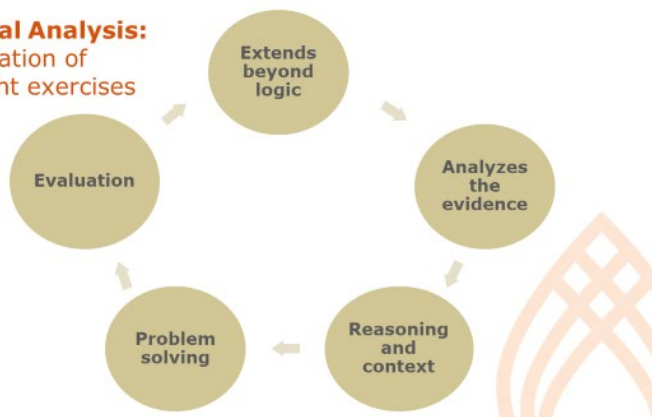 al Analysis:
ation of
nt exercises
Extends
beyond
logic
Analyzes
the
evidence
Reasoning
and
context
Problem
solving
Evaluation